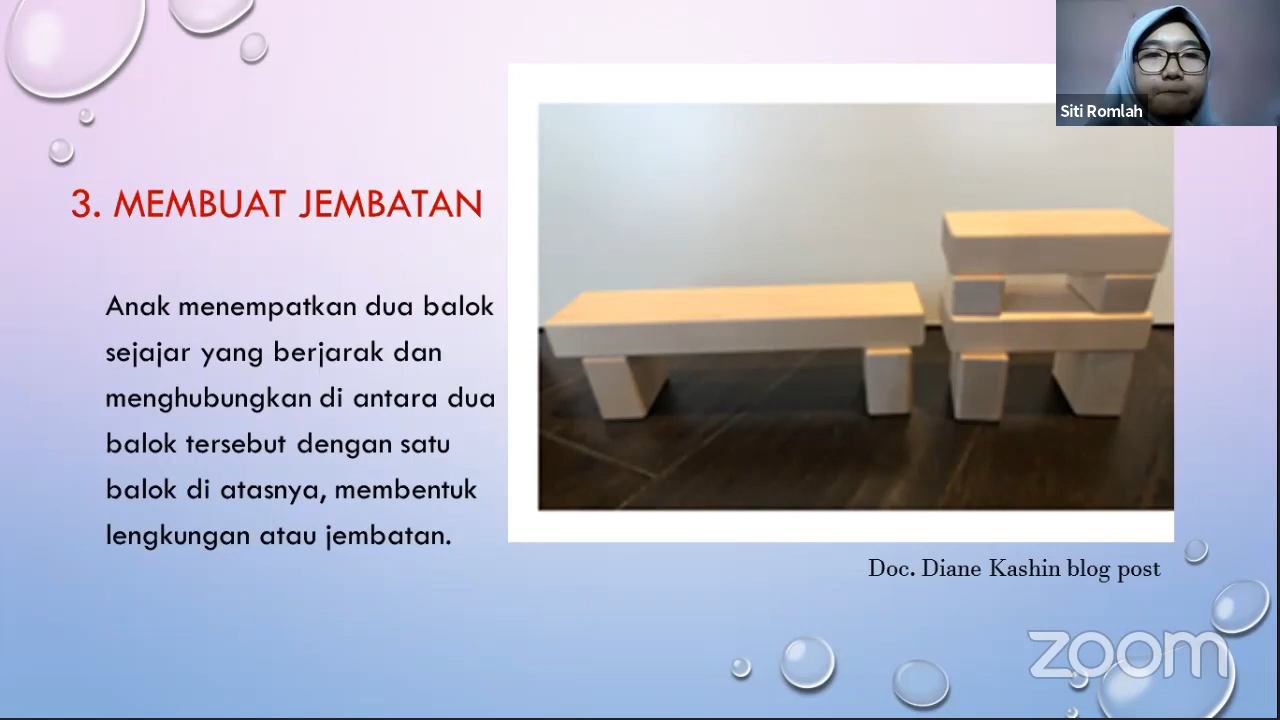 Siti Romlah
3. MEMBUAT JEMBATAN
Anak menempatkan dua balok
sejajar yang berjarak dan
menghubungkan di antara dua
balok tersebut dengan satu
balok di atasnya, membentuk
lengkungan atau jembatan.
Doc. Diane Kashin blog post
zoom